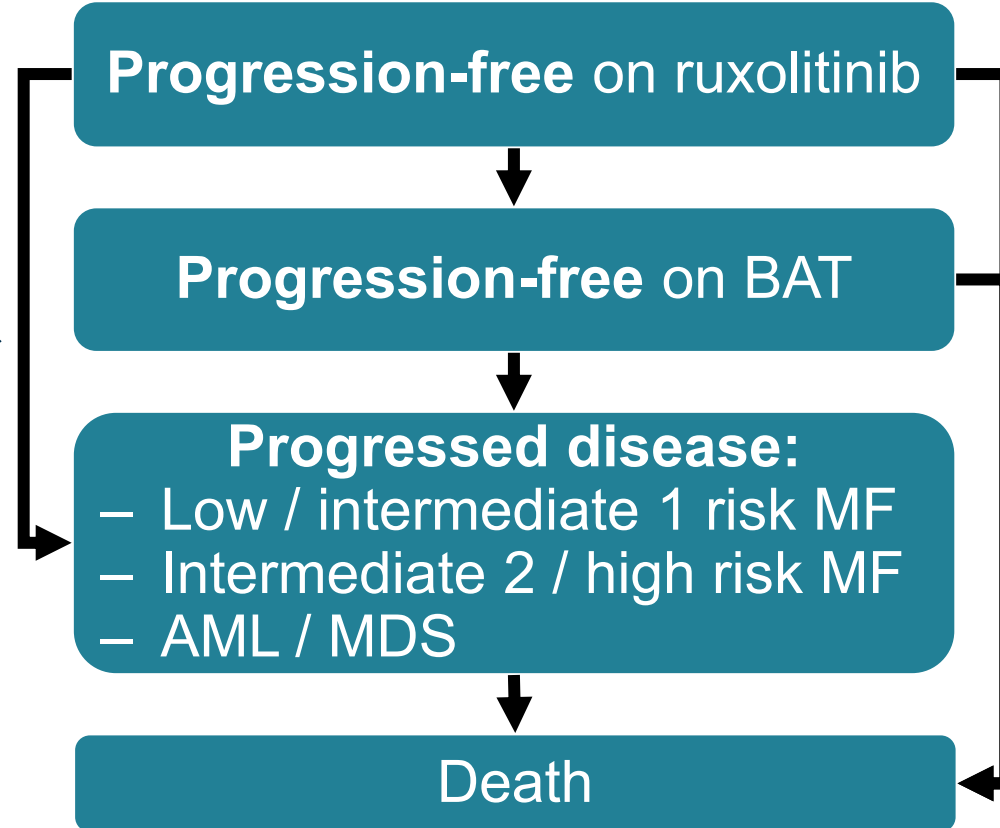 Progression-free on ruxolitinib
Progression-free on BAT
Progressed disease:
– Low / intermediate 1 risk MF
– Intermediate 2 / high risk MF
– AML / MDS
Death